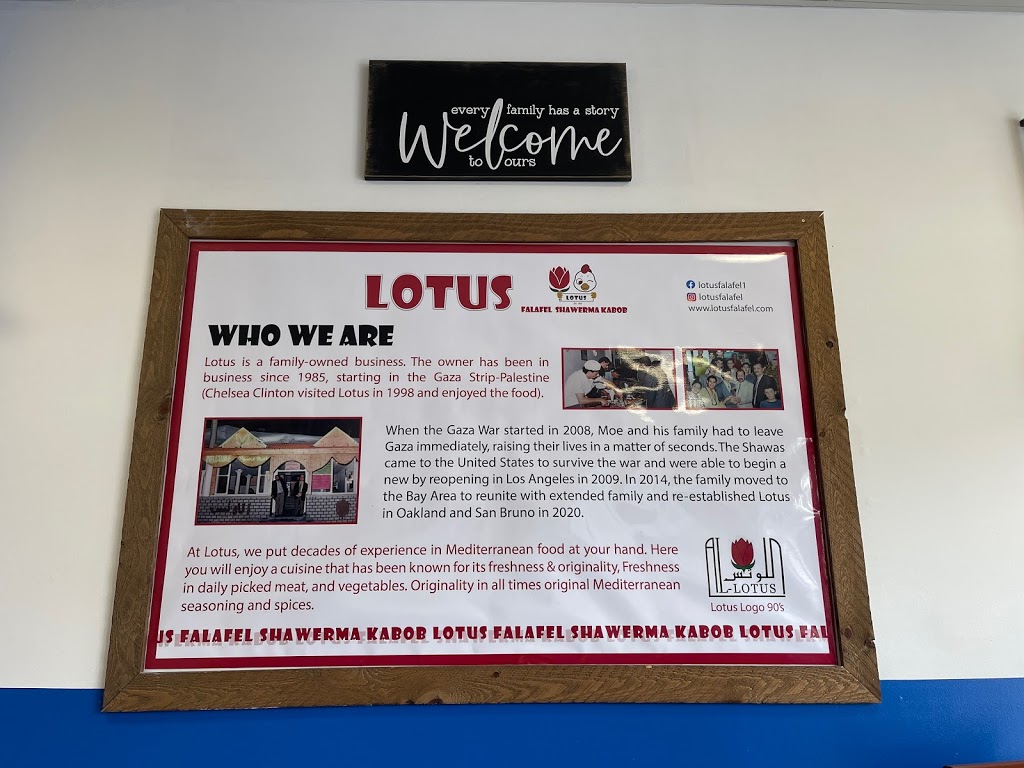 every family has a story
Welcome
to ours
LOTUS
LOTUS
FALAFEL SHAWERMA KABOB
lotusfalafel1
lotusfalafel
www.lotusfalafel.com
WHO WE ARE
Lotus is a family-owned business. The owner has been in
business since 1985, starting in the Gaza Strip-Palestine
(Chelsea Clinton visited Lotus in 1998 and enjoyed the food).
When the Gaza War started in 2008, Moe and his family had to leave
Gaza immediately, raising their lives in a matter of seconds. The Shawas
came to the United States to survive the war and were able to begin a
new by reopening in Los Angeles in 2009. In 2014, the family moved to
the Bay Area to reunite with extended family and re-established Lotus
in Oakland and San Bruno in 2020.
At Lotus, we put decades of experience in Mediterranean food at your hand. Here
you will enjoy a cuisine that has been known for its freshness & originality, Freshness
in daily picked meat, and vegetables. Originality in all times original Mediterranean
seasoning and spices.
اللوتس
AL-LOTUS
Lotus Logo 90's
US FALAFEL SHAWERMA KABOB LOTUS FALAFEL SHAWERMA KABOB LOTUS FAL